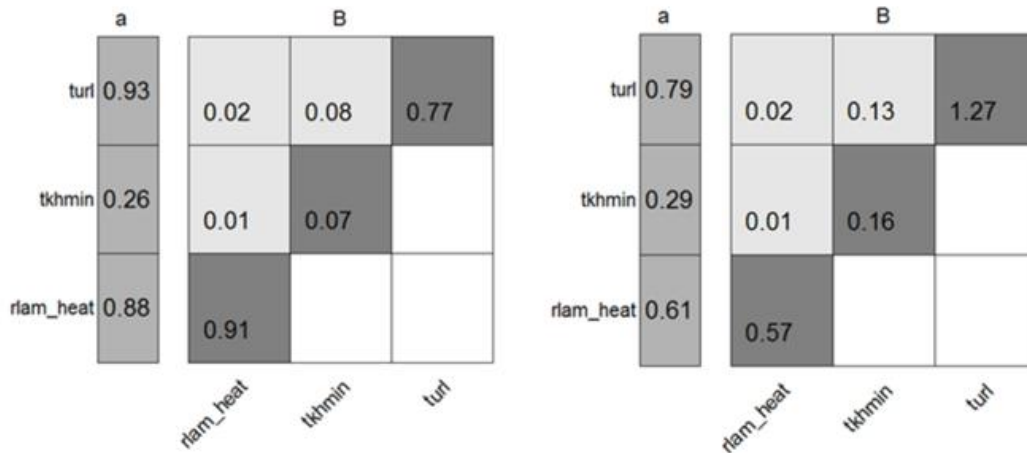 a B
turl 0.93 0.02 0.08 0.77
tkhmin 0.26 0.01 0.07
rlam_heat 0.88 0.91
rlam_heat tkhmin turl
a B
turl 0.79 0.02 0.13 1.27
tkhmin 0.29 0.01 0.16
rlam_heat 0.61 0.57
rlam_heat tkhmin turl